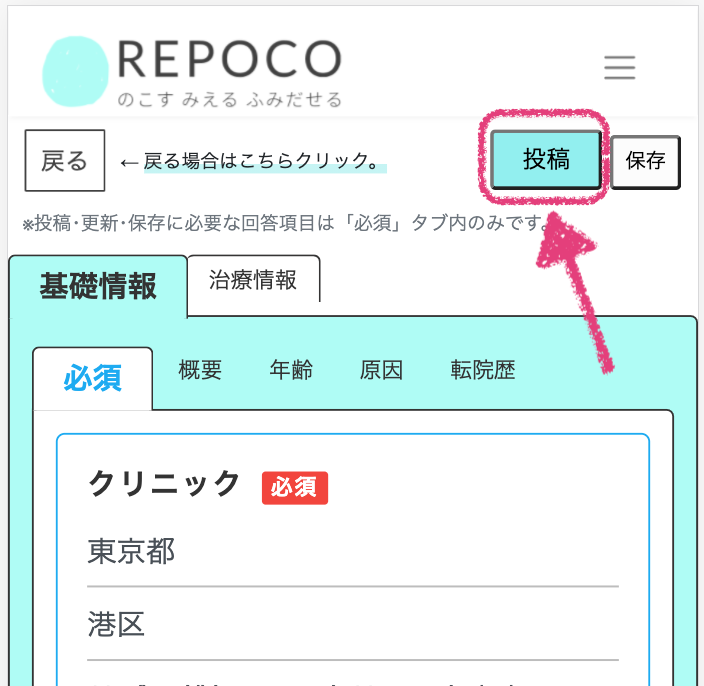 REPOCO
のこす みえる ふみだせる
戻る ←戻る場合はこちらクリック。 投稿 保存
※投稿･更新･保存に必要な回答項目は「必須」タブ内のみです。
基礎情報 治療情報
必須 概要 年齢 原因 転院歴
クリニック 必須
東京都
港区